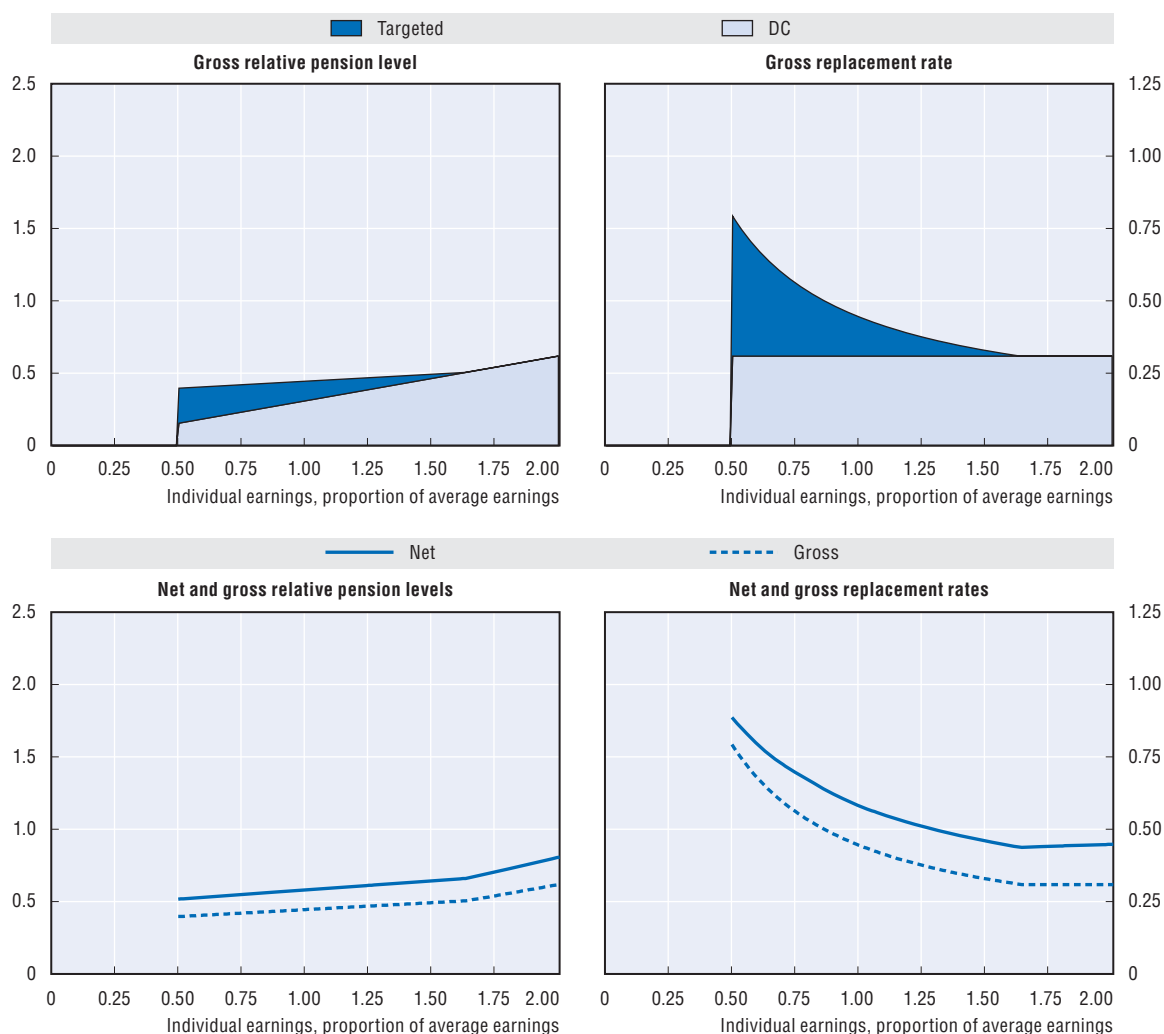 Targeted DC
Gross relative pension level
2.5
2.0
1.5
1.0
0.5
0
0 0.25 0.50 0.75 1.00 1.25 1.50 1.75 2.00
Individual earnings, proportion of average earnings
Gross replacement rate
1.25
1.00
0.75
0.50
0.25
0
0 0.25 0.50 0.75 1.00 1.25 1.50 1.75 2.00
Individual earnings, proportion of average earnings
Net Gross
Net and gross relative pension levels
2.5
2.0
1.5
1.0
0.5
0
0 0.25 0.50 0.75 1.00 1.25 1.50 1.75 2.00
Individual earnings, proportion of average earnings
Net and gross replacement rates
1.25
1.00
0.75
0.50
0.25
0
0 0.25 0.50 0.75 1.00 1.25 1.50 1.75 2.00
Individual earnings, proportion of average earnings